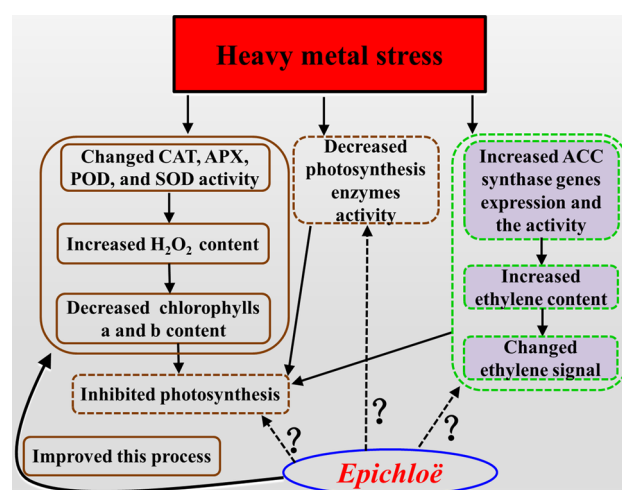 Heavy metal stress
Changed CAT, APX,
POD, and SOD activity
Increased H₂O₂ content
Decreased chlorophylls
a and b content
Decreased
photosynthesis
enzymes
activity
Increased ACC
synthase genes
expression and
the activity
Increased
ethylene content
Changed
ethylene signal
Inhibited photosynthesis
?
?
?
Improved this process
Epichloë